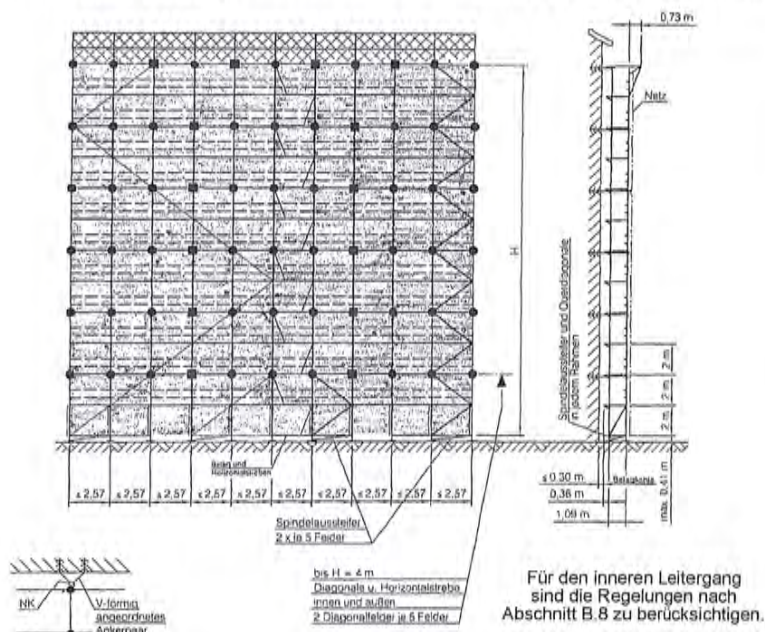 0,73 m
Netz
H
Spindelaussteifer und Querdiagonale
in jedem Rahmen
2 m
2 m
2 m
max. 0,41 m
Belag und
Horizontalstreben
≤ 0,30 m
Belagbohle
0,36 m
1,09 m
≤ 2,57 ≤ 2,57 ≤ 2,57 ≤ 2,57 ≤ 2,57 ≤ 2,57 ≤ 2,57 ≤ 2,57 ≤ 2,57 ≤ 2,57
Spindelaussteifer
2 x je 5 Felder
bis H = 4 m
Diagonale u. Horizontalstrebe
innen und außen
2 Diagonalfelder je 5 Felder
NK
V-förmig
angeordnetes
Ankerpaar
Für den inneren Leitergang
sind die Regelungen nach
Abschnitt B.8 zu berücksichtigen.